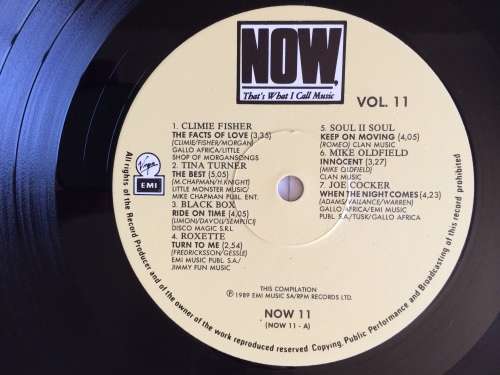 NOW,
That's What I Call Music
VOL. 11
1. CLIMIE FISHER
THE FACTS OF LOVE (3,35)
(CLIMIE/FISHER/MORGAN)
GALLO AFRICA/LITTLE
SHOP OF MORGANSONGS
2. TINA TURNER
THE BEST (5,05)
(M.CHAPMAN/H.KNIGHT)
LITTLE MONSTER MUSIC/
MIKE CHAPMAN PUBL ENT.
3. BLACK BOX
RIDE ON TIME (4,05)
(LIMONI/DAVOLI/SEMPLICI)
DISCO MAGIC S.R.L.
4. ROXETTE
TURN TO ME (2,54)
(FREDRICKSSON/GESSLE)
EMI MUSIC PUBL S.A/
JIMMY FUN MUSIC
5. SOUL II SOUL
KEEP ON MOVING (4,05)
(ROMEO) CLAN MUSIC
6. MIKE OLDFIELD
INNOCENT (3,27)
(MIKE OLDFIELD)
CLAN MUSIC
7. JOE COCKER
WHEN THE NIGHT COMES (4,23)
(ADAMS/VALLANCE/WARREN)
GALLO AFRICA/EMI MUSIC
PUBL S.A/TUSK/GALLO AFRICA
Virgin
EMI
THIS COMPILATION
℗ 1989 EMI MUSIC SA/RPM RECORDS LTD.
NOW 11
(NOW 11 - A)
All rights of the Record Producer and of the owner of the work reproduced reserved Copying, Public Performance and Broadcasting of this record prohibited